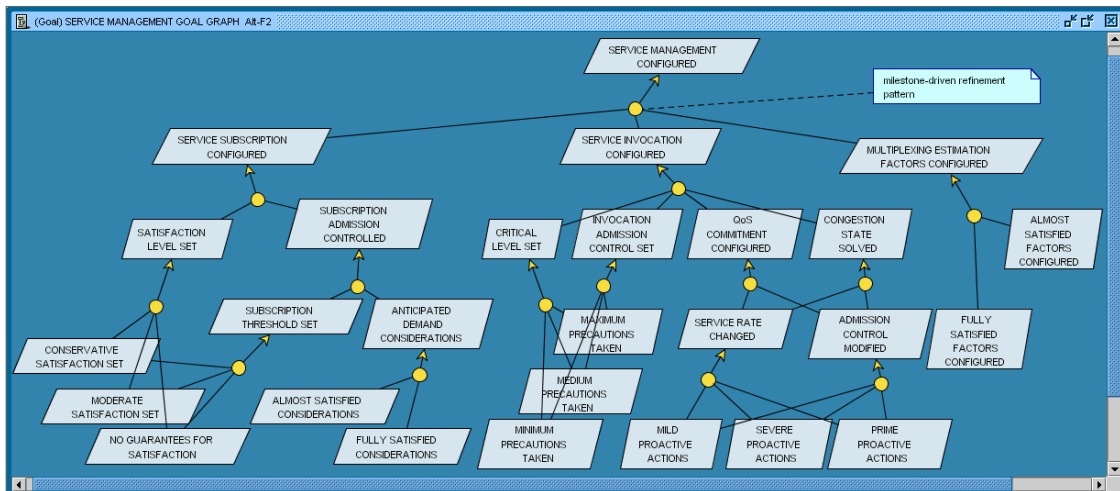 (Goal) SERVICE MANAGEMENT GOAL GRAPH Alt-F2
SERVICE MANAGEMENT
CONFIGURED
milestone-driven refinement
pattern
SERVICE SUBSCRIPTION
CONFIGURED
SERVICE INVOCATION
CONFIGURED
MULTIPLEXING ESTIMATION
FACTORS CONFIGURED
SATISFACTION
LEVEL SET
SUBSCRIPTION
ADMISSION
CONTROLLED
CRITICAL
LEVEL SET
INVOCATION
ADMISSION
CONTROL SET
QoS
COMMITMENT
CONFIGURED
CONGESTION
STATE
SOLVED
ALMOST
SATISFIED
FACTORS
CONFIGURED
SUBSCRIPTION
THRESHOLD SET
ANTICIPATED
DEMAND
CONSIDERATIONS
MAXIMUM
PRECAUTIONS
TAKEN
SERVICE RATE
CHANGED
ADMISSION
CONTROL
MODIFIED
FULLY
SATISFIED
FACTORS
CONFIGURED
CONSERVATIVE
SATISFACTION SET
MODERATE
SATISFACTION SET
ALMOST SATISFIED
CONSIDERATIONS
MEDIUM
PRECAUTIONS
TAKEN
NO GUARANTEES FOR
SATISFACTION
FULLY SATISFIED
CONSIDERATIONS
MINIMUM
PRECAUTIONS
TAKEN
MILD
PROACTIVE
ACTIONS
SEVERE
PROACTIVE
ACTIONS
PRIME
PROACTIVE
ACTIONS